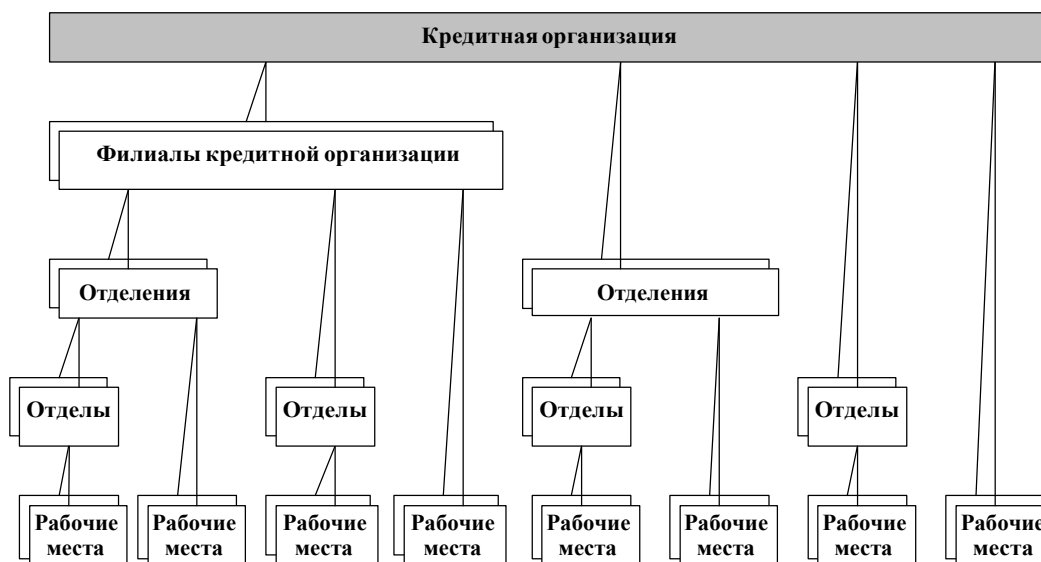 Кредитная организация
Филиалы кредитной организации
Отделения
Отделения
Отделы
Отделы
Отделы
Отделы
Рабочие
места
Рабочие
места
Рабочие
места
Рабочие
места
Рабочие
места
Рабочие
места
Рабочие
места
Рабочие
места